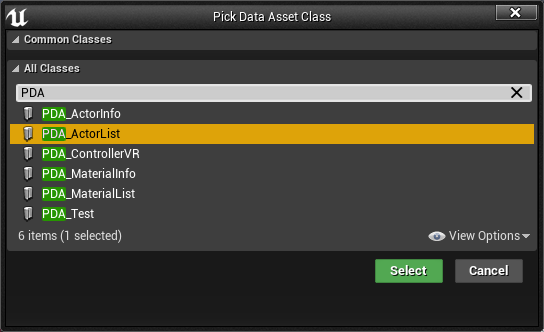 Pick Data Asset Class
Common Classes
All Classes
PDA
PDA_ActorInfo
PDA_ActorList
PDA_ControllerVR
PDA_MaterialInfo
PDA_MaterialList
PDA_Test
6 items (1 selected)
View Options
Select
Cancel